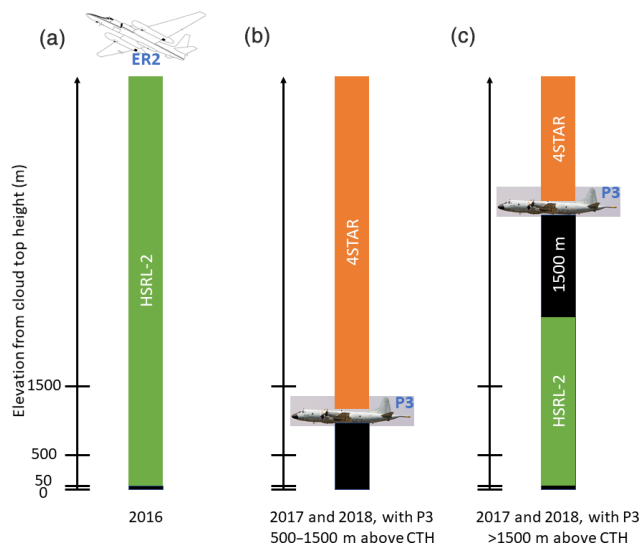 (a)
ER2
(b)
(c)
Elevation from cloud top height (m)
1500
500
50
0
HSRL-2
4STAR
P3
4STAR
P3
1500 m
HSRL-2
2016
2017 and 2018, with P3
500–1500 m above CTH
2017 and 2018, with P3
>1500 m above CTH